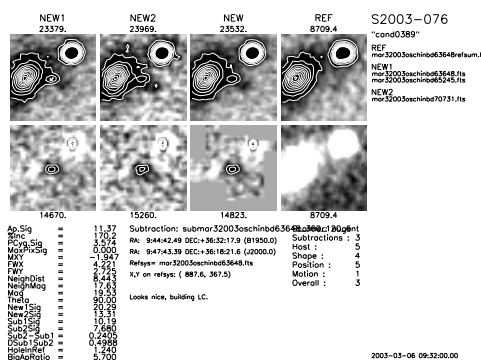 NEW1 NEW2 NEW REF
23379. 23969. 23532. 8709.4
S2003-076
"cand0389"
REF
mar32003oschinbd63648refsum.f
NEW1
mar32003oschinbd63648.fts
mar32003oschinbd65245.fts
NEW2
mar32003oschinbd70731.fts
14670. 15260. 14823. 8709.4
Ap.Sig = 11.37
%Inc = 170.2
PCyg.Sig = 3.574
MaxPixSig = 0.000
MXY = -1.947
FWX = 4.221
FWY = 2.725
NeighDist = 8.443
NeighMag = 17.63
Mag = 19.53
Theta = 90.00
New1Sig = 20.29
New2Sig = 13.31
Sub1Sig = 10.19
Sub2Sig = 7.680
Sub2-Sub1 = 0.2405
DSub1Sub2 = 0.4988
HoleInRef = 1.240
BigApRatio = 5.700
Subtraction:
RA: 9:44:42.49 DEC:+36:32:17.9 (B1950.0)
RA: 9:47:43.39 DEC:+36:18:21.6 (J2000.0)
Refsys= mar32003oschinbd63648.fts
X,Y on refsys: ( 887.6, 367.5)
Looks nice, building LC.
Subtractions : 3
Host : 5
Shape : 4
Position : 5
Motion : 1
Overall : 3
2003-03-06 09:32:00.00